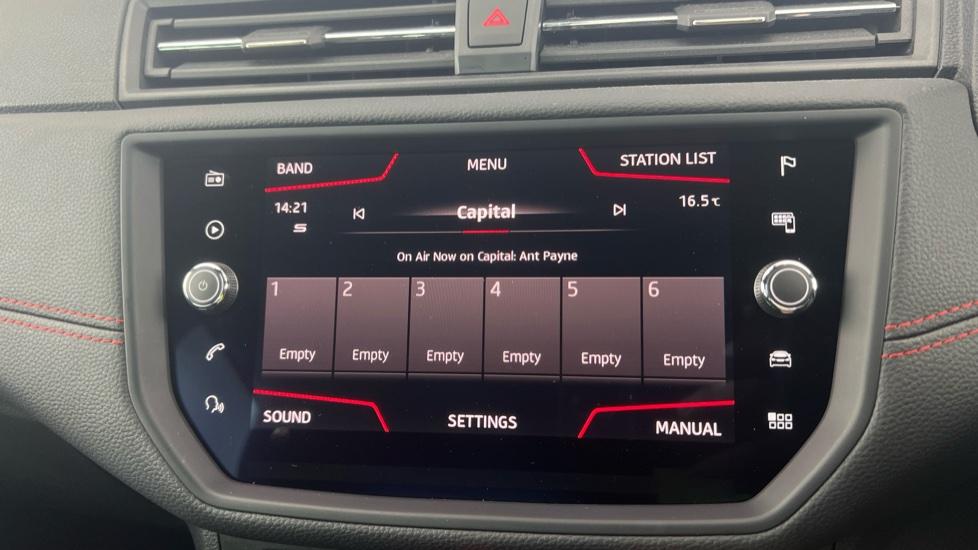 BAND MENU STATION LIST
14:21 Capital 16.5°C
On Air Now on Capital: Ant Payne
1 2 3 4 5 6
Empty Empty Empty Empty Empty Empty
SOUND SETTINGS MANUAL